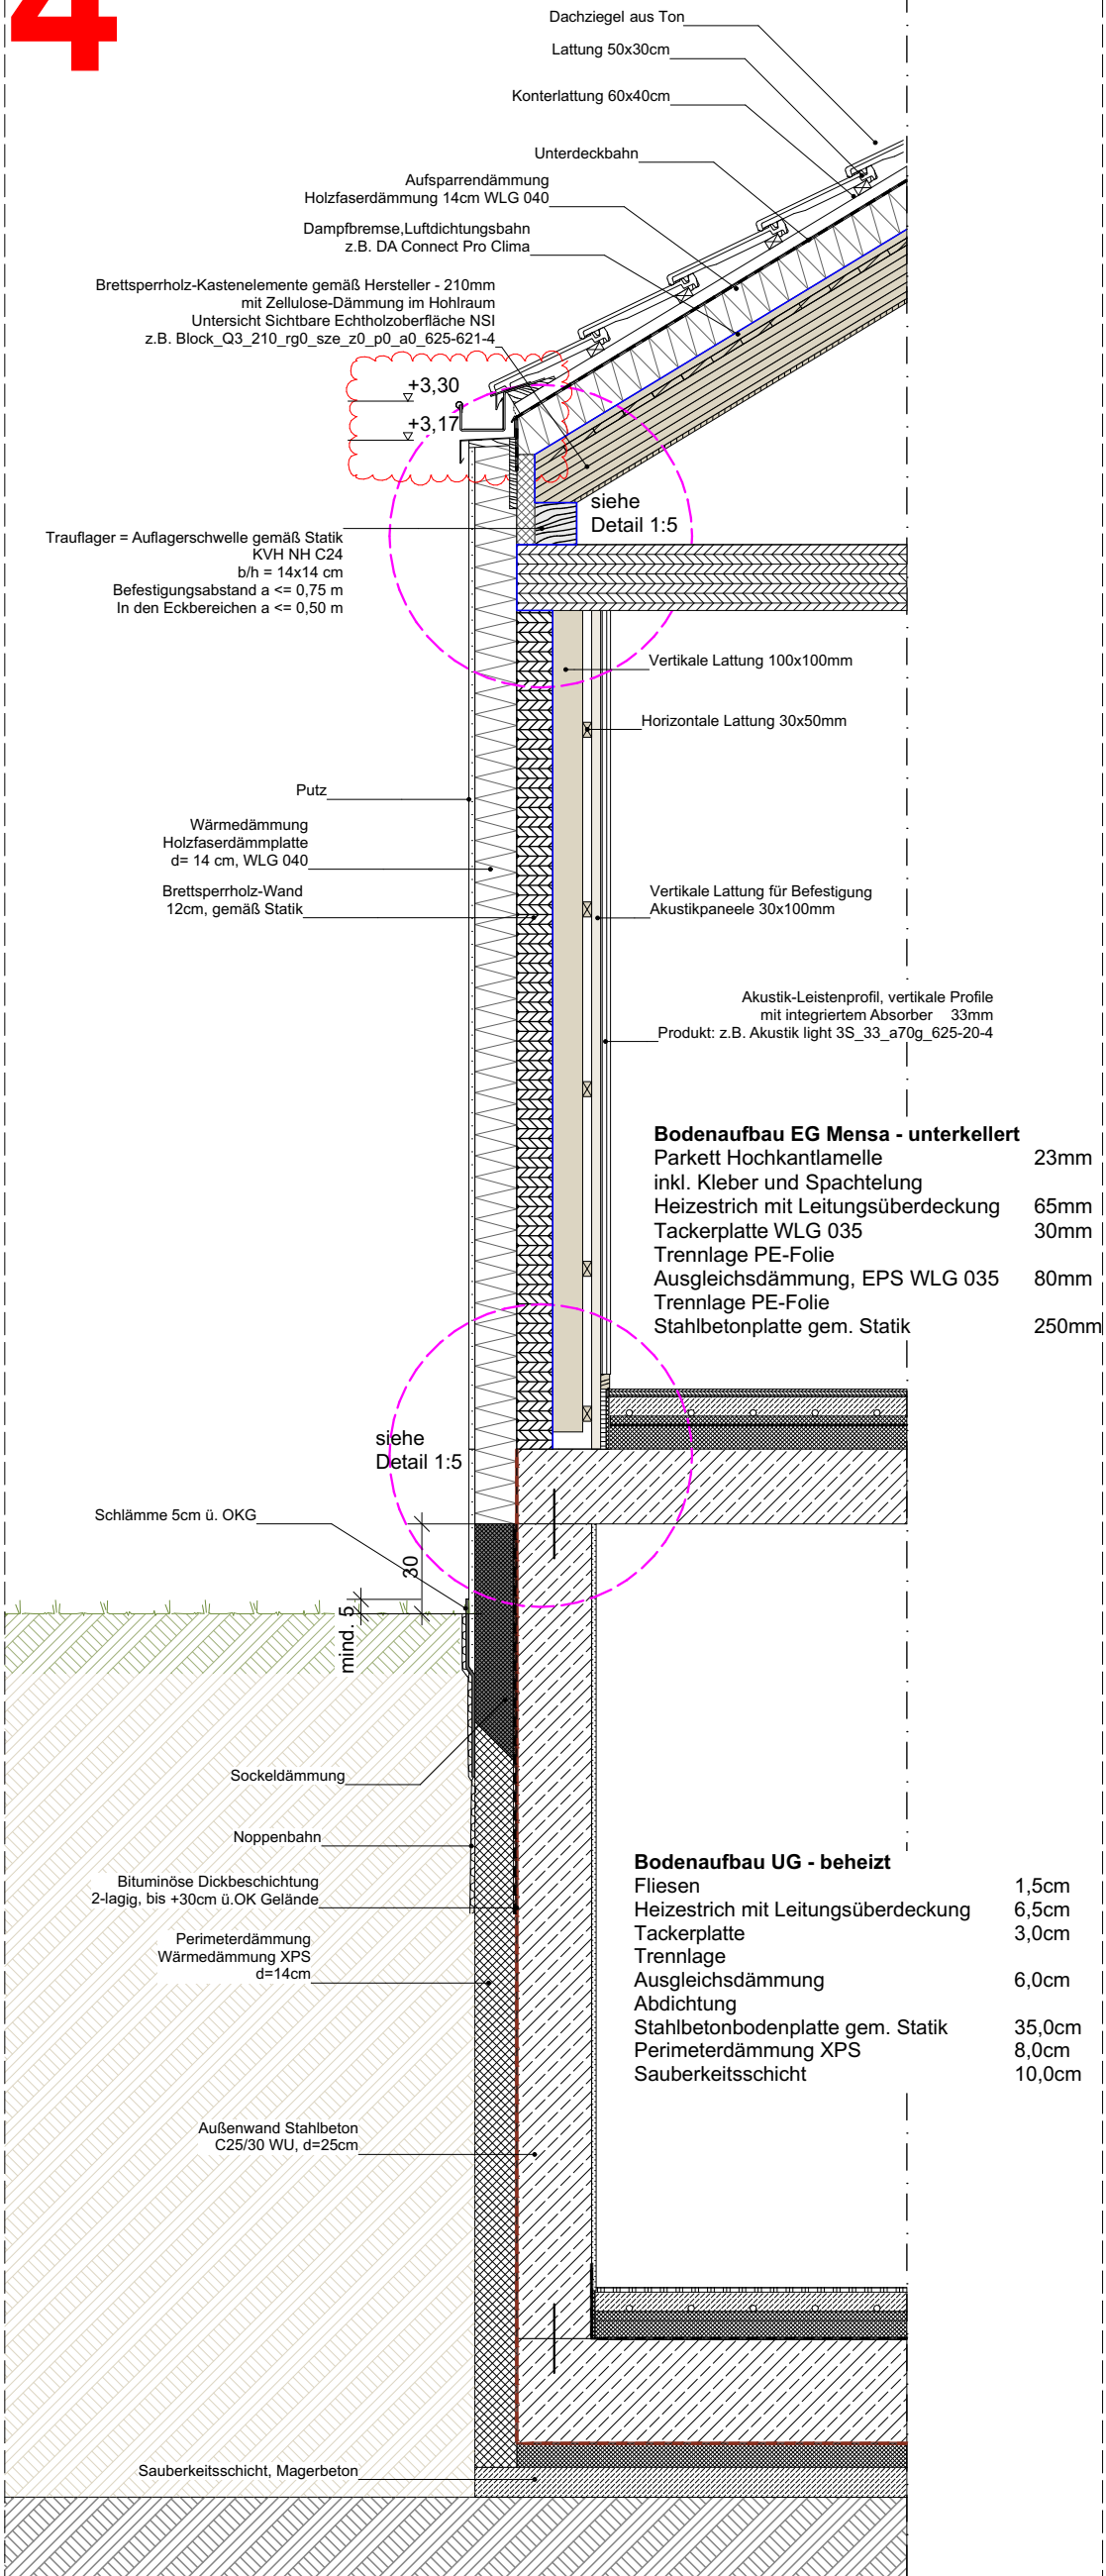 4
Dachziegel aus Ton
Lattung 50x30cm
Konterlattung 60x40cm
Unterdeckbahn
Aufsparrendämmung
Holzfaserdämmung 14cm WLG 040
Dampfbremse,Luftdichtungsbahn
z.B. DA Connect Pro Clima
Brettsperrholz-Kastenelemente gemäß Hersteller - 210mm
mit Zellulose-Dämmung im Hohlraum
Untersicht Sichtbare Echtholzoberfläche NSI
z.B. Block_Q3_210_rg0_sze_z0_p0_a0_625-621-4
+3,30
+3,17
siehe
Detail 1:5
Trauflager = Auflagerschwelle gemäß Statik
KVH NH C24
b/h = 14x14 cm
Befestigungsabstand a <= 0,75 m
In den Eckbereichen a <= 0,50 m
Vertikale Lattung 100x100mm
Horizontale Lattung 30x50mm
Putz
Wärmedämmung
Holzfaserdämmplatte
d= 14 cm, WLG 040
Brettsperrholz-Wand
12cm, gemäß Statik
Vertikale Lattung für Befestigung
Akustikpaneele 30x100mm
Akustik-Leistenprofil, vertikale Profile
mit integriertem Absorber 33mm
Produkt: z.B. Akustik light 3S_33_a70g_625-20-4
Bodenaufbau EG Mensa - unterkellert
Parkett Hochkantlamelle 23mm
inkl. Kleber und Spachtelung
Heizestrich mit Leitungsüberdeckung 65mm
Tackerplatte WLG 035 30mm
Trennlage PE-Folie
Ausgleichsdämmung, EPS WLG 035 80mm
Trennlage PE-Folie
Stahlbetonplatte gem. Statik 250mm
siehe
Detail 1:5
Schlämme 5cm ü. OKG
30
mind. 5
Sockeldämmung
Noppenbahn
Bituminöse Dickbeschichtung
2-lagig, bis +30cm ü.OK Gelände
Perimeterdämmung
Wärmedämmung XPS
d=14cm
Bodenaufbau UG - beheizt
Fliesen 1,5cm
Heizestrich mit Leitungsüberdeckung 6,5cm
Tackerplatte 3,0cm
Trennlage
Ausgleichsdämmung 6,0cm
Abdichtung
Stahlbetonbodenplatte gem. Statik 35,0cm
Perimeterdämmung XPS 8,0cm
Sauberkeitsschicht 10,0cm
Außenwand Stahlbeton
C25/30 WU, d=25cm
Sauberkeitsschicht, Magerbeton